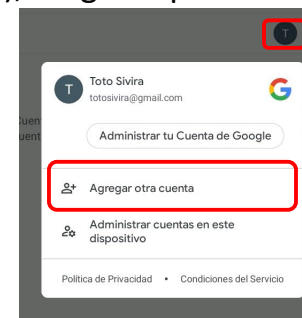 T
T
Toto Sivira
totosivira@gmail.com
G
Administrar tu Cuenta de Google
Agregar otra cuenta
Administrar cuentas en este
dispositivo
Política de Privacidad • Condiciones del Servicio